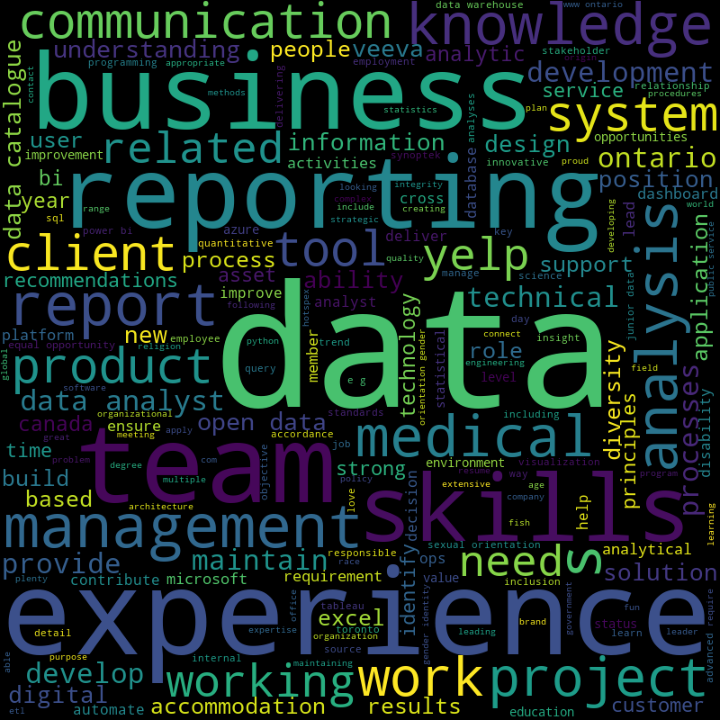 data warehouse
www ontario
communication
knowledge
understanding
people
veeva
analytic
stakeholder
origin
programming
appropriate
employment
development
contact
business
delivering
methods
service
relationship
procedures
system
statistics
analyses
plan
data catalogue
user
related
information
design
opportunities
improvement
activities
synoptek
innovative
proud
ontario
bi
reporting
database
position
year
looking
integrity
cross
dashboard
sql
range
complex
include
creating
strategic
developing
lead
world
public service
power bi
azure
key
client
quantitative
tool
deliver
yelp
process
quality
manage
science
support
analysis
application
recommendations
asset
ability
technical
junior data
report
improve
analyst
day
following
hotspex
platform
new
employee
python
trend
technology
orientation gender
connect
insight
equal opportunity
religion
member
role
engineering
field
global
product
query
data
e g
statistical
level
diversity
software
data analyst
standards
organizational
open data
including
principles
canada
ensure
accordance
medical
disability
processes
great
meeting
apply
job
time
team
problem
degree
multiple
com
objective
policy
strong
environment
visualization
build
skills
resume
way
program
analytical
based
architecture
love
extensive
age
company
help
learning
management
identify
decision
fish
responsible
sexual orientation
provide
maintain
race
ops
needs
solution
contribute
microsoft
requirement
value
inclusion
plenty
experience
office
tableau
excel
gender identity
government
fun
status
detail
expertise
toronto
organization
leading
brand
learn
leader
advanced
require
able
purpose
internal
source
develop
working
maintaining
work
project
digital
automate
accommodation
results
customer
etl
education